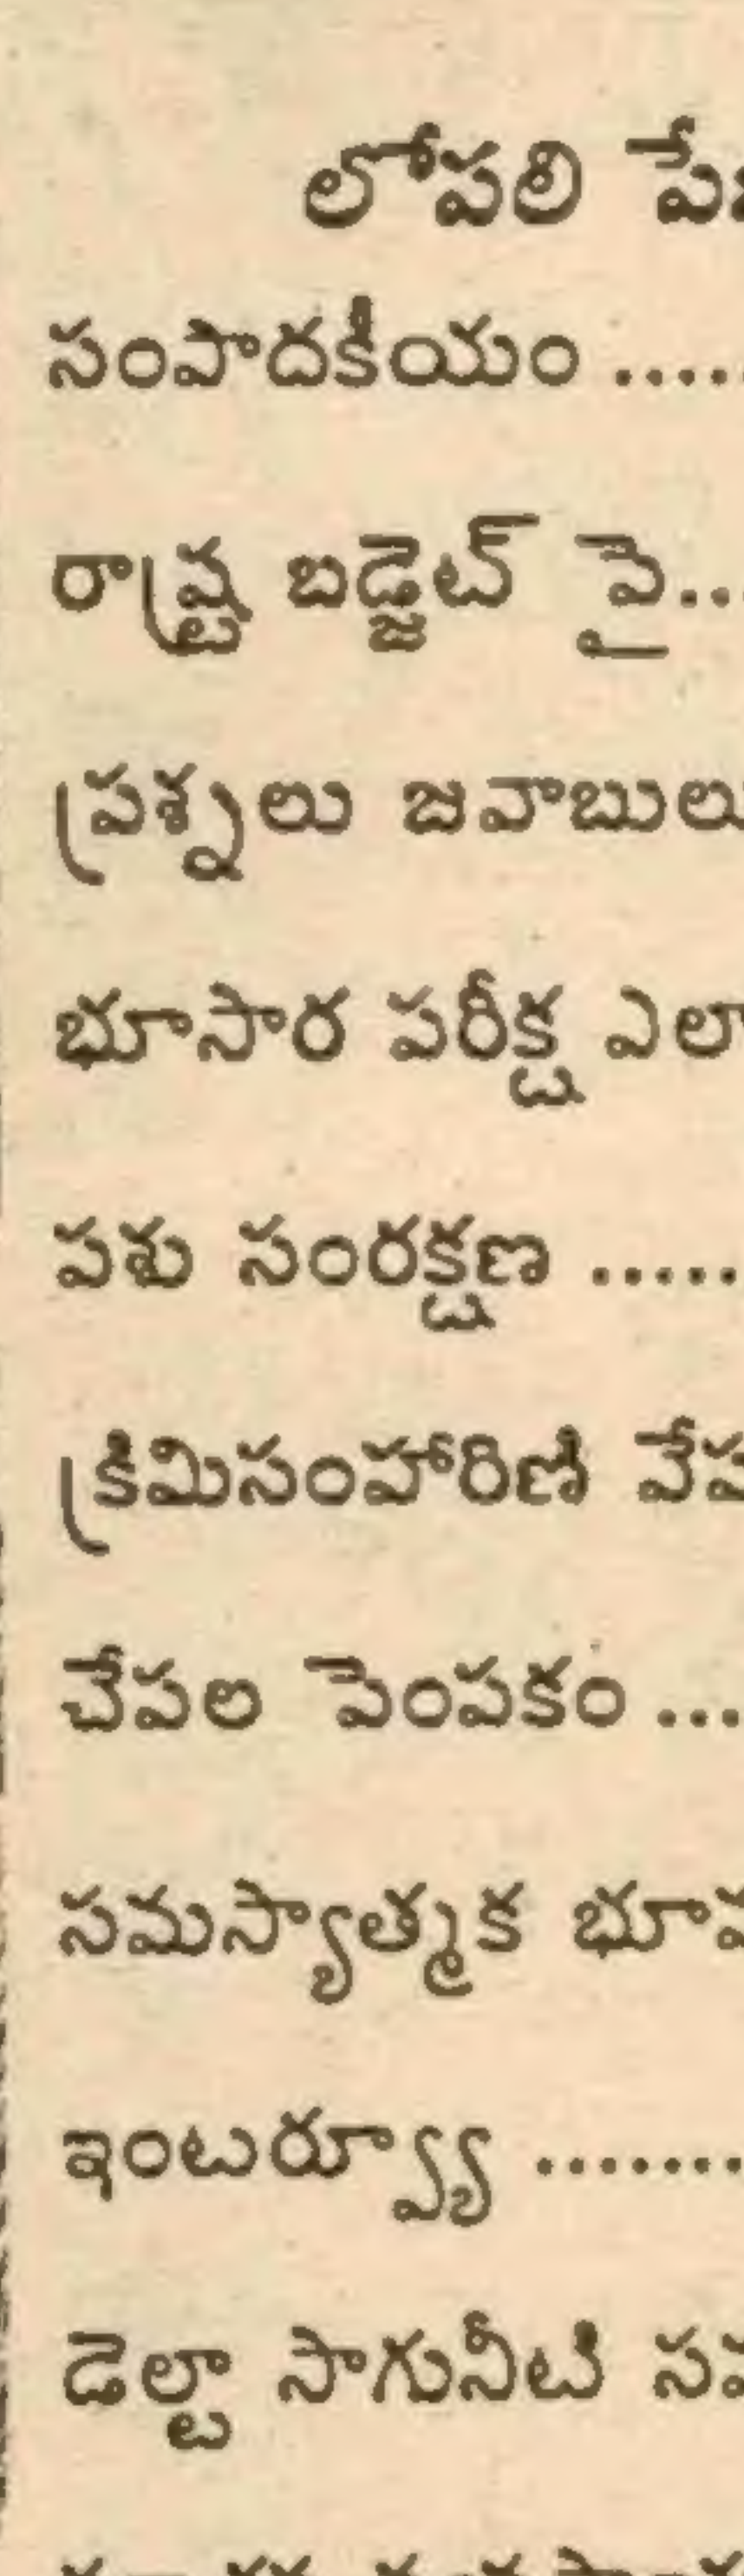 లోపలి
సంపాదకీయం .....
రాష్ట్ర బడ్జెట్ పై...
ప్రశ్నలు జవాబులు
భూసార పరీక్ష ఎలా
పశు సంరక్షణ .....
క్రిమిసంహారిణి
చేపల పెంపకం ...
సమస్యాత్మక
ఇంటర్వ్యూ ........
డెల్టా సాగునీటి